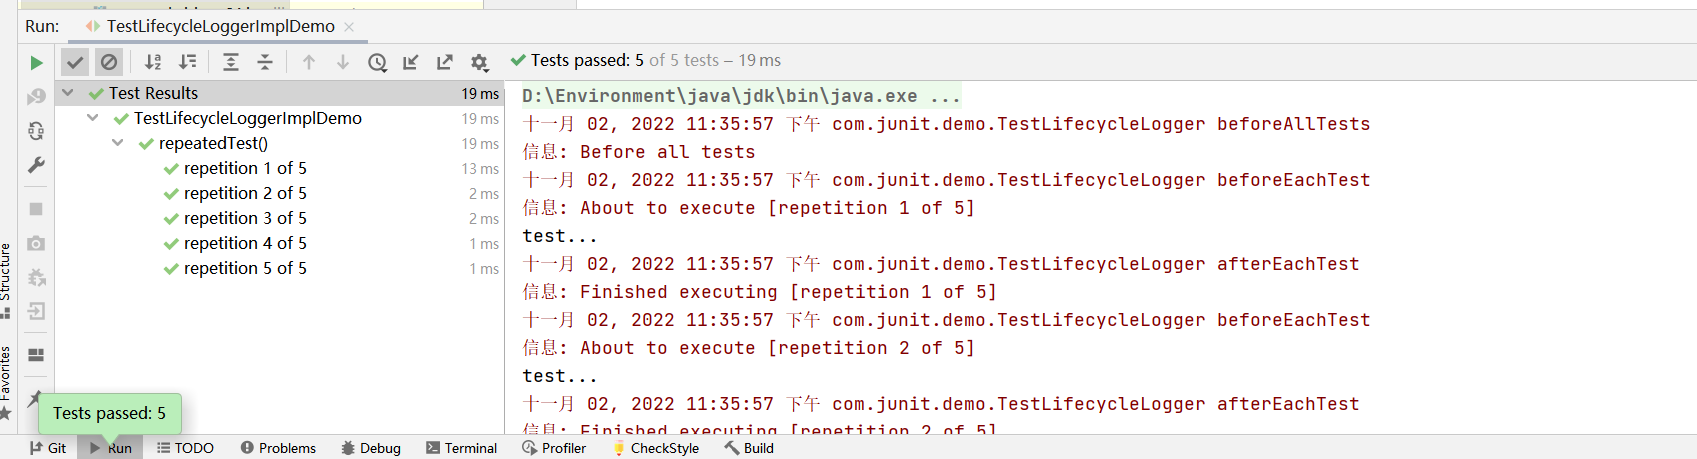 Run: TestLifecycleLoggerImplDemo
Tests passed: 5 of 5 tests – 19 ms
Test Results 19 ms
TestLifecycleLoggerImplDemo 19 ms
repeatedTest() 19 ms
repetition 1 of 5 13 ms
repetition 2 of 5 2 ms
repetition 3 of 5 2 ms
repetition 4 of 5 1 ms
repetition 5 of 5 1 ms
D:\Environment\java\jdk\bin\java.exe ...
十一月 02, 2022 11:35:57 下午 com.junit.demo.TestLifecycleLogger beforeAllTests
信息: Before all tests
十一月 02, 2022 11:35:57 下午 com.junit.demo.TestLifecycleLogger beforeEachTest
信息: About to execute [repetition 1 of 5]
test...
十一月 02, 2022 11:35:57 下午 com.junit.demo.TestLifecycleLogger afterEachTest
信息: Finished executing [repetition 1 of 5]
十一月 02, 2022 11:35:57 下午 com.junit.demo.TestLifecycleLogger beforeEachTest
信息: About to execute [repetition 2 of 5]
test...
十一月 02, 2022 11:35:57 下午 com.junit.demo.TestLifecycleLogger afterEachTest
信息: Finished executing [repetition 2 of 5]
Structure
Favorites
Tests passed: 5
Git Run TODO Problems Debug Terminal Profiler CheckStyle Build